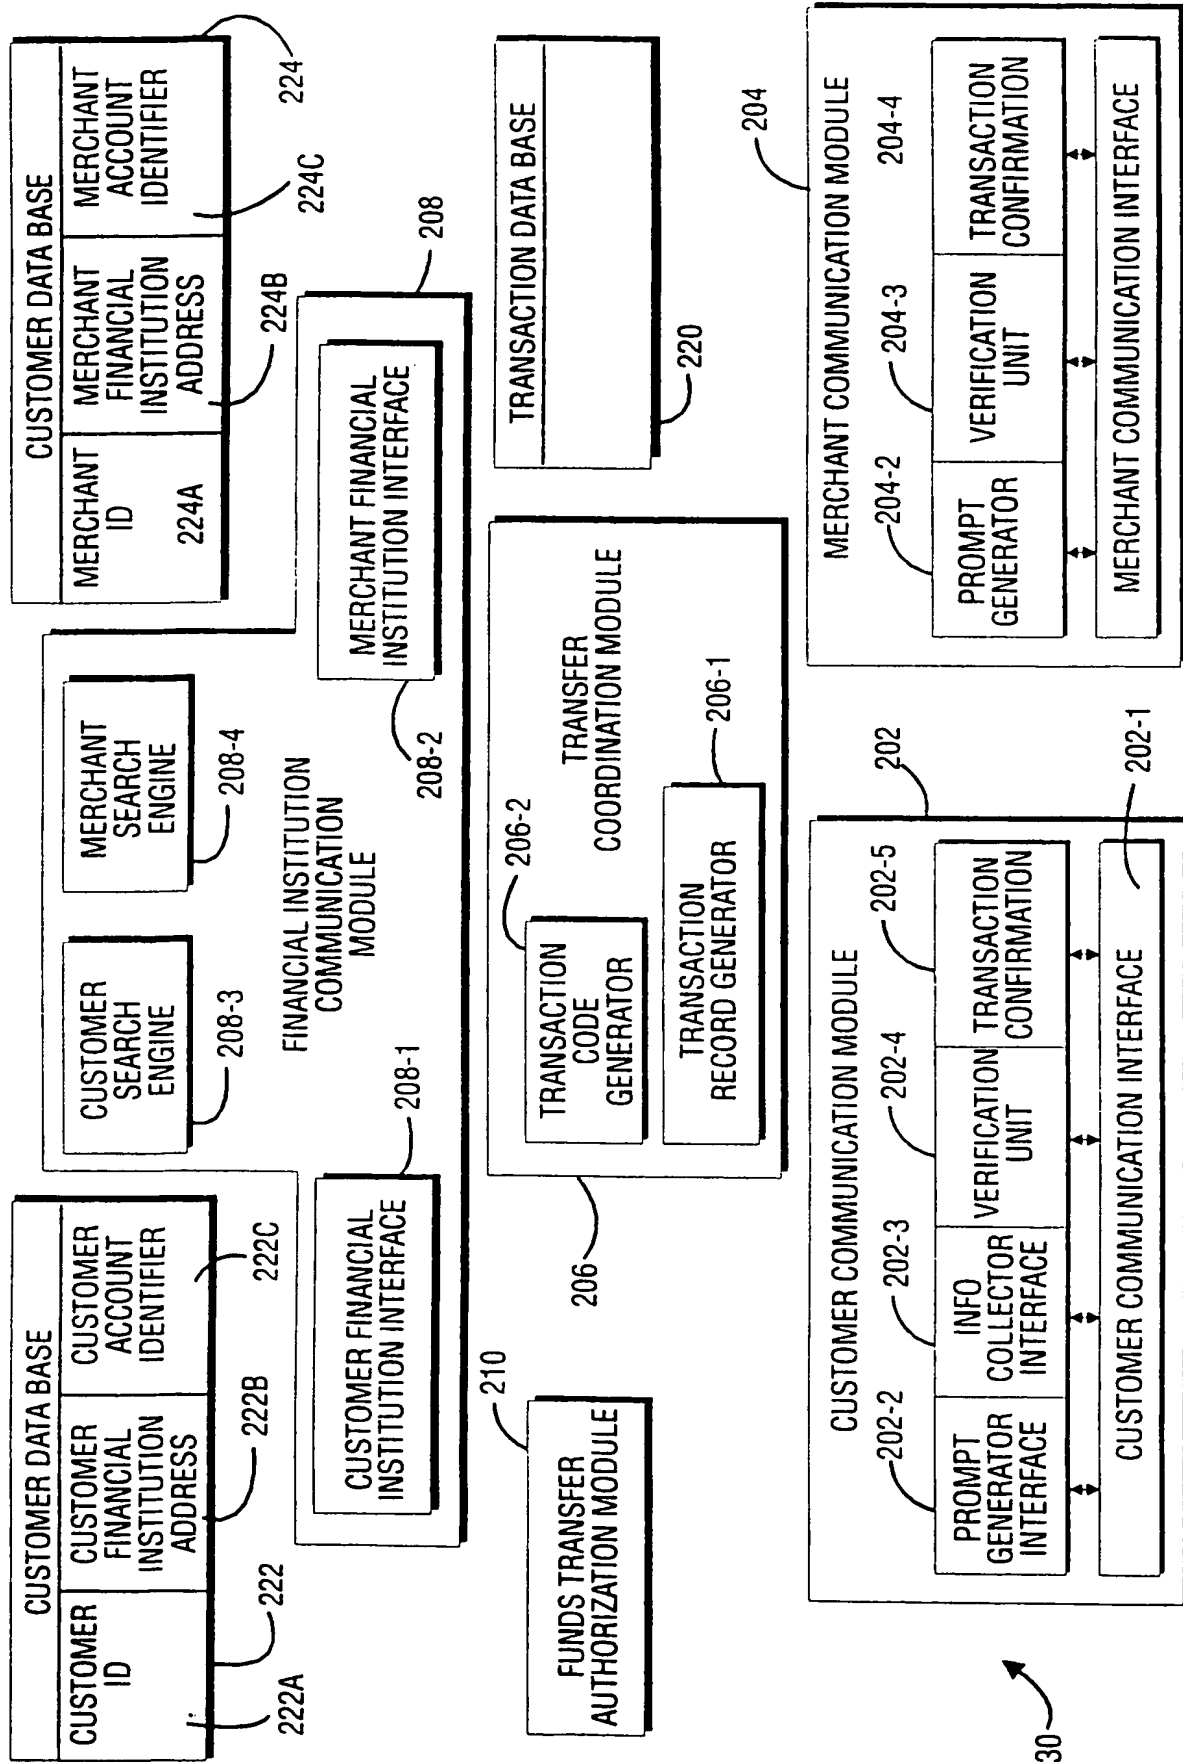 CUSTOMER DATA BASE
CUSTOMER
ID
CUSTOMER
FINANCIAL
INSTITUTION
ADDRESS
CUSTOMER
ACCOUNT
IDENTIFIER
222A
222
222B
222C
CUSTOMER
SEARCH
ENGINE
208-3
MERCHANT
SEARCH
ENGINE
208-4
FINANCIAL INSTITUTION
COMMUNICATION
MODULE
CUSTOMER FINANCIAL
INSTITUTION INTERFACE
208-1
MERCHANT FINANCIAL
INSTITUTION INTERFACE
208-2
208
CUSTOMER DATA BASE
MERCHANT
ID
224A
MERCHANT
FINANCIAL
INSTITUTION
ADDRESS
224B
MERCHANT
ACCOUNT
IDENTIFIER
224C
224
210
FUNDS TRANSFER
AUTHORIZATION MODULE
206
TRANSACTION
CODE
GENERATOR
206-2
TRANSFER
COORDINATION MODULE
TRANSACTION
RECORD GENERATOR
206-1
TRANSACTION DATA BASE
220
30
CUSTOMER COMMUNICATION MODULE
202
202-2
202-3
202-4
202-5
PROMPT
GENERATOR
INTERFACE
INFO
COLLECTOR
INTERFACE
VERIFICATION
UNIT
TRANSACTION
CONFIRMATION
CUSTOMER COMMUNICATION INTERFACE
202-1
204
MERCHANT COMMUNICATION MODULE
204-2
204-3
204-4
PROMPT
GENERATOR
VERIFICATION
UNIT
TRANSACTION
CONFIRMATION
MERCHANT COMMUNICATION INTERFACE